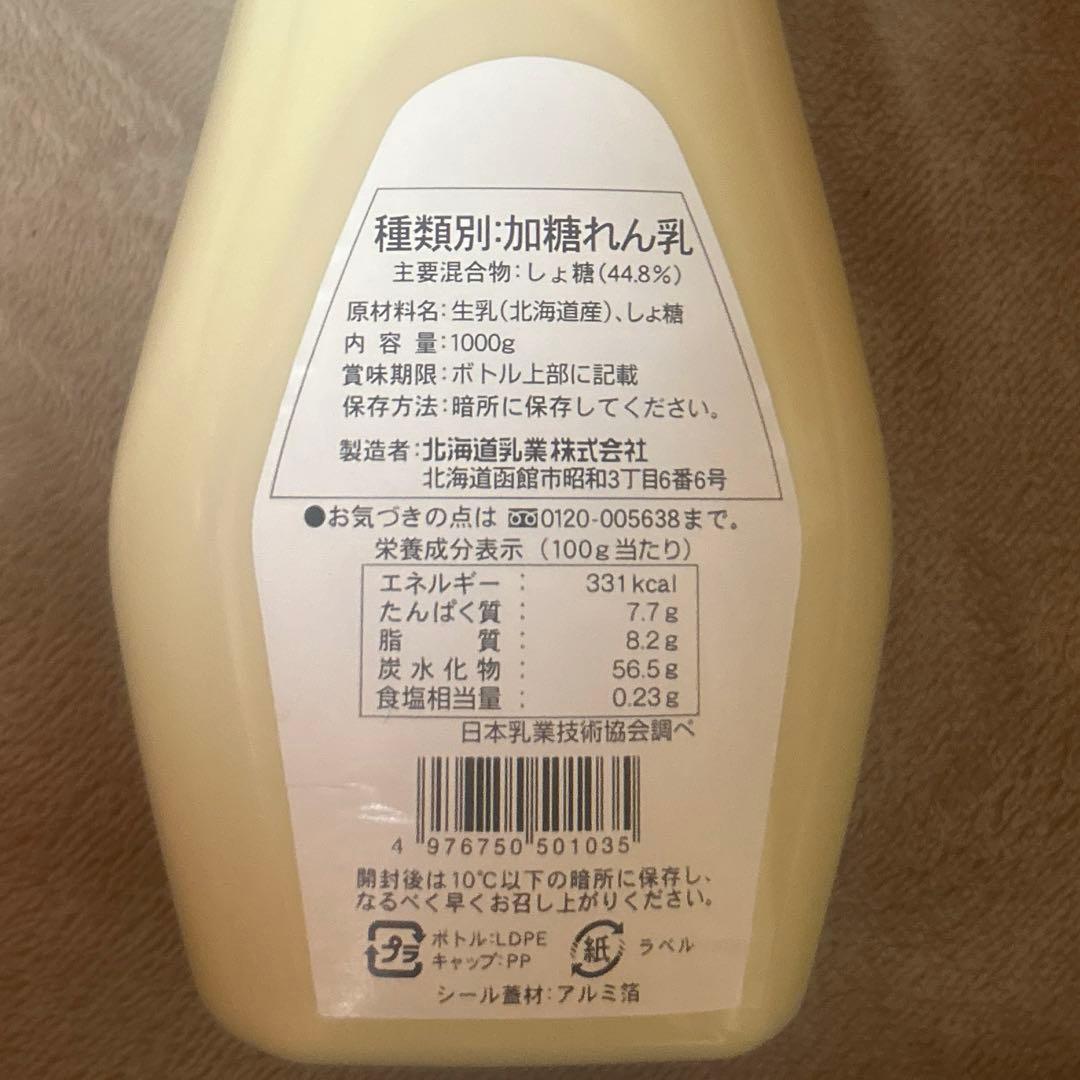 種類別:加糖れん乳
主要混合物:しょ糖(44.8%)
原材料名:生乳(北海道産)、しょ糖
内容量:1000g
賞味期限:ボトル上部に記載
保存方法:暗所に保存してください。
製造者:北海道乳業株式会社
北海道函館市昭和3丁目6番6号
●お気づきの点は 0120-005638まで。
栄養成分表示(100g当たり)
エネルギー:331kcal
たんぱく質:7.7g
脂質:8.2g
炭水化物:56.5g
食塩相当量:0.23g
日本乳業技術協会調べ
4 976750 501035
開封後は10℃以下の暗所に保存し、
なるべく早くお召し上がりください。
プラ ボトル:LDPE 紙 ラベル
キャップ:PP
シール蓋材:アルミ箔